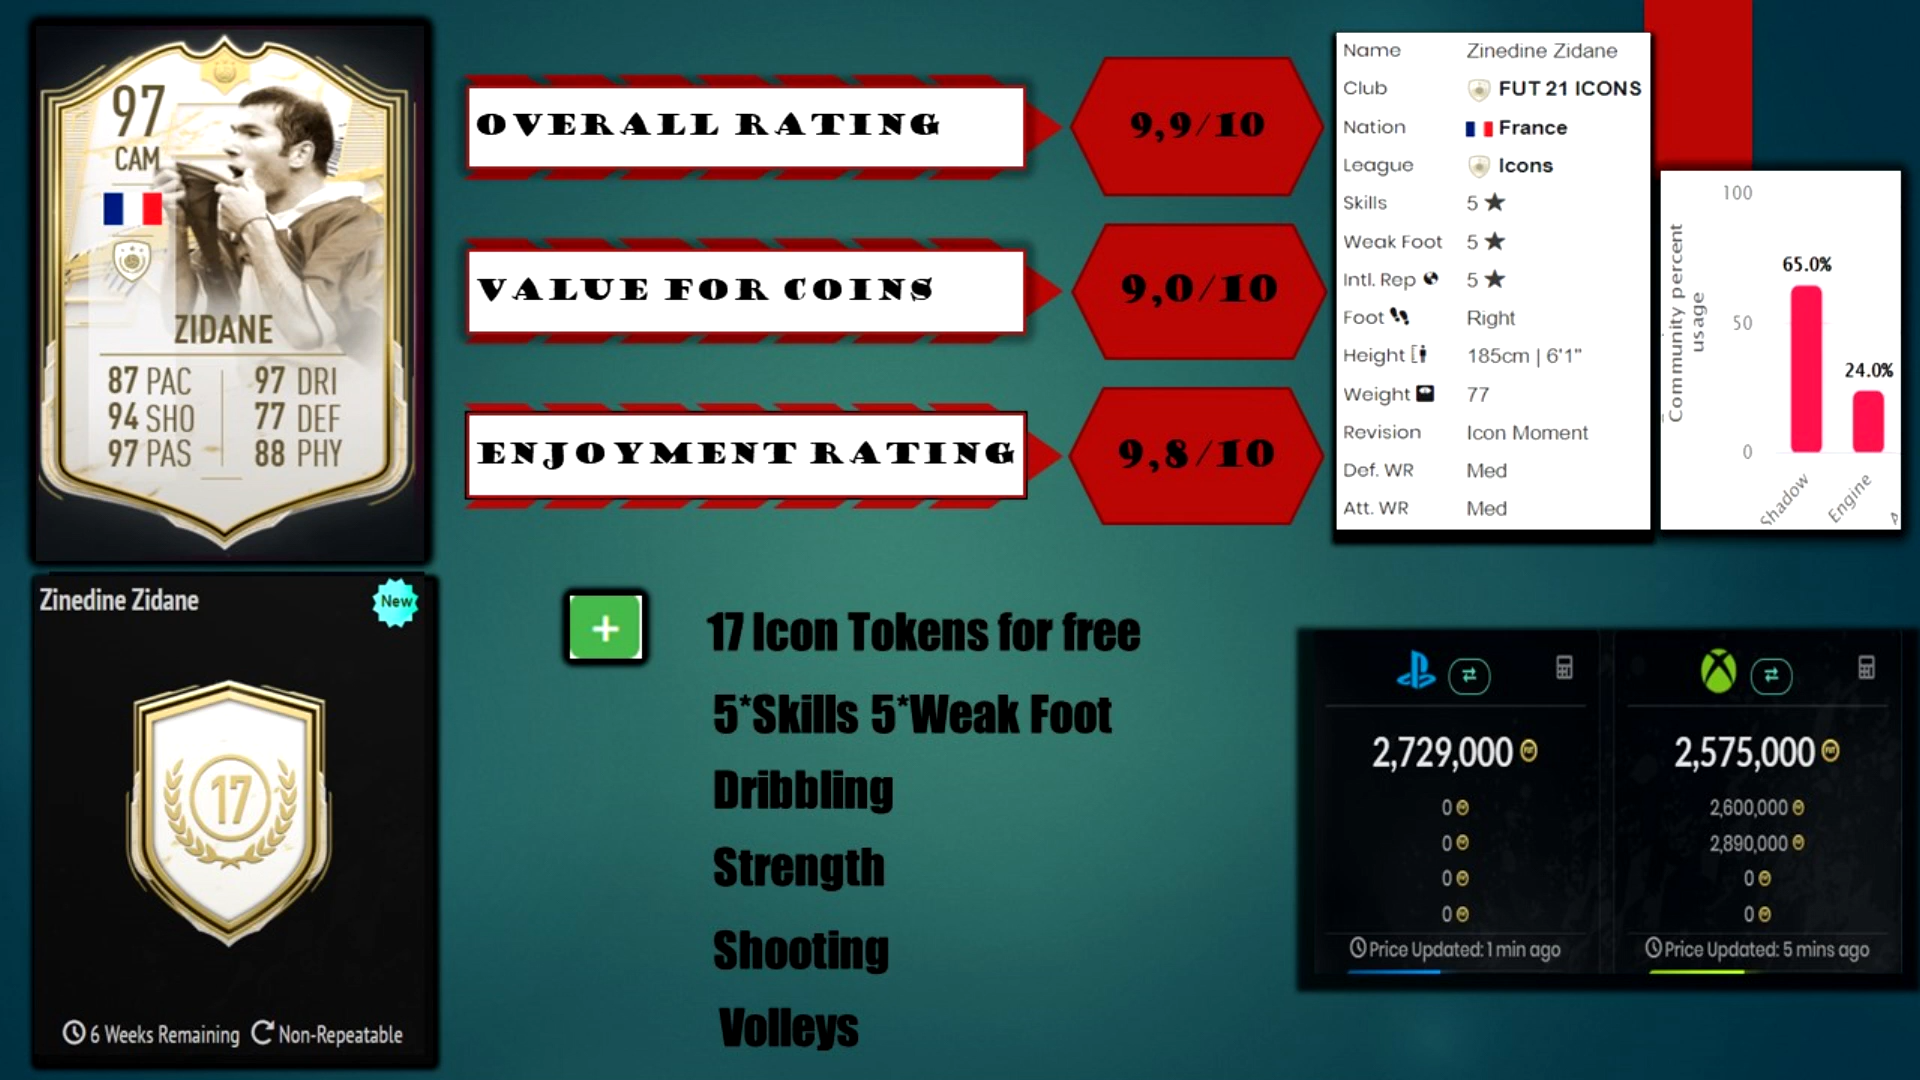 97
CAM
ZIDANE
87 PAC
97 DRI
94 SHO
77 DEF
97 PAS
88 PHY
OVERALL RATING
9,9/10
VALUE FOR COINS
9,0/10
ENJOYMENT RATING
9,8/10
Name Zinedine Zidane
Club FUT 21 ICONS
Nation France
League Icons
Skills 5 ★
Weak Foot 5 ★
Intl. Rep 5 ★
Foot Right
Height 185cm | 6'1"
Weight 77
Revision Icon Moment
Def. WR Med
Att. WR Med
Community percent
usage
100
50
0
65.0%
24.0%
Shadow
Engine
Zinedine Zidane
New
17
6 Weeks Remaining
Non-Repeatable
+
17 Icon Tokens for free
5*Skills 5*Weak Foot
Dribbling
Strength
Shooting
Volleys
2,729,000
0
0
0
0
Price Updated: 1 min ago
2,575,000
2,600,000
2,890,000
0
0
Price Updated: 5 mins ago